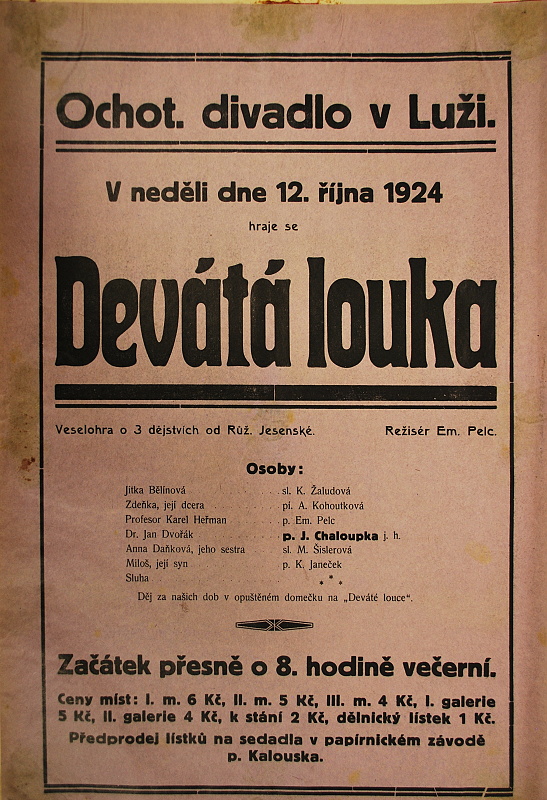 Ochot. divadlo v Luži.
V neděli dne 12. října 1924
hraje se
Devátá louka
Veselohra o 3 dějstvích od Růž. Jesenské. Režisér Em. Pelc.
Osoby:
Jitka Bělínová . . . . . sl. K. Žaludová
Zdeňka, její dcera . . . . . pí. A. Kohoutková
Profesor Karel Heřman . . . . . p. Em. Pelc
Dr. Jan Dvořák . . . . . p. J. Chaloupka j. h.
Anna Daňková, jeho sestra . . . . . sl. M. Šislerová
Miloš, její syn . . . . . p. K. Janeček
Sluha . . . . . * * *
Děj za našich dob v opuštěném domečku na „Deváté louce“.
Začátek přesně o 8. hodině večerní.
Ceny míst: I. m. 6 Kč, II. m. 5 Kč, III. m. 4 Kč, I. galerie
5 Kč, II. galerie 4 Kč, k stání 2 Kč, dělnický lístek 1 Kč.
Předprodej lístků na sedadla v papírnickém závodě
p. Kalouska.